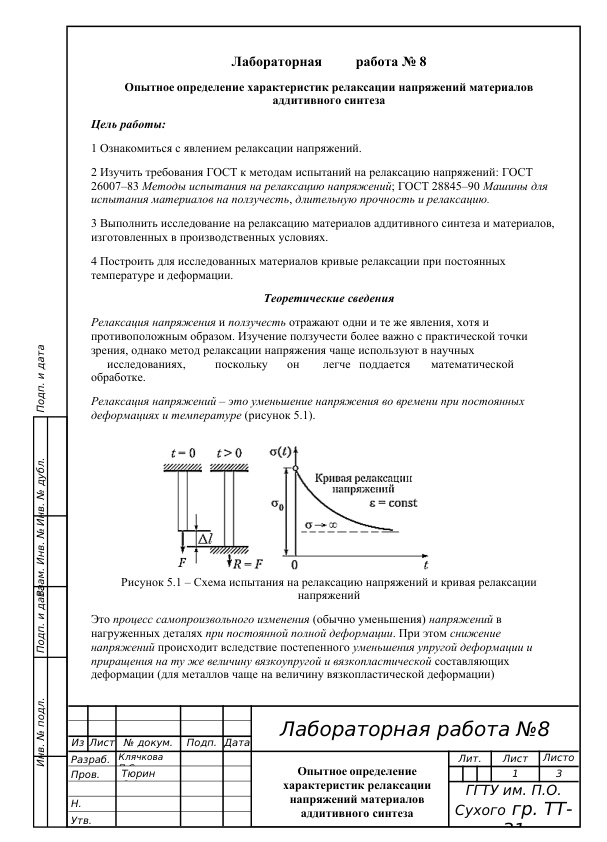 Лабораторная работа № 8
Опытное определение характеристик релаксации напряжений материалов
аддитивного синтеза
Цель работы:
1 Ознакомиться с явлением релаксации напряжений.
2 Изучить требования ГОСТ к методам испытаний на релаксацию напряжений: ГОСТ
26007–83 Методы испытания на релаксацию напряжений; ГОСТ 28845–90 Машины для
испытания материалов на ползучесть, длительную прочность и релаксацию.
3 Выполнить исследование на релаксацию материалов аддитивного синтеза и материалов,
изготовленных в производственных условиях.
4 Построить для исследованных материалов кривые релаксации при постоянных
температуре и деформации.
Теоретические сведения
Релаксация напряжения и ползучесть отражают одни и те же явления, хотя и
противоположным образом. Изучение ползучести более важно с практической точки
зрения, однако метод релаксации напряжения чаще используют в научных
исследованиях, поскольку он легче поддается математической
обработке.
Релаксация напряжения – это уменьшение напряжения во времени при постоянных
деформациях и температуре (рисунок 5.1).
t = 0 t > 0
σ(t)
Кривая релаксации
напряжений
ε = const
σ₀
σ → ∞
Δl
F
R = F
0
t
Рисунок 5.1 – Схема испытания на релаксацию напряжений и кривая релаксации
напряжений
Это процесс самопроизвольного изменения (обычно уменьшения) напряжений в
нагруженных деталях при постоянной полной деформации. При этом снижение
напряжений происходит вследствие постепенного уменьшения упругой деформации и
приращения на ту же величину вязкоупругой и вязкопластической составляющих
деформации (для металлов чаще на величину вязкопластической деформации)
Подп. и дата
Инв. № дубл.
Взам. Инв. №
Подп. и дата
Инв. № подл.
Лабораторная работа №8
Из Лист № докум. Подп. Дата
Разраб. Клячкова
Пров. Тюрин
Н.
Утв.
Опытное определение
характеристик релаксации
напряжений материалов
аддитивного синтеза
Лит. Лист Листо
1 3
ГГТУ им. П.О.
Сухого гр. ТТ-